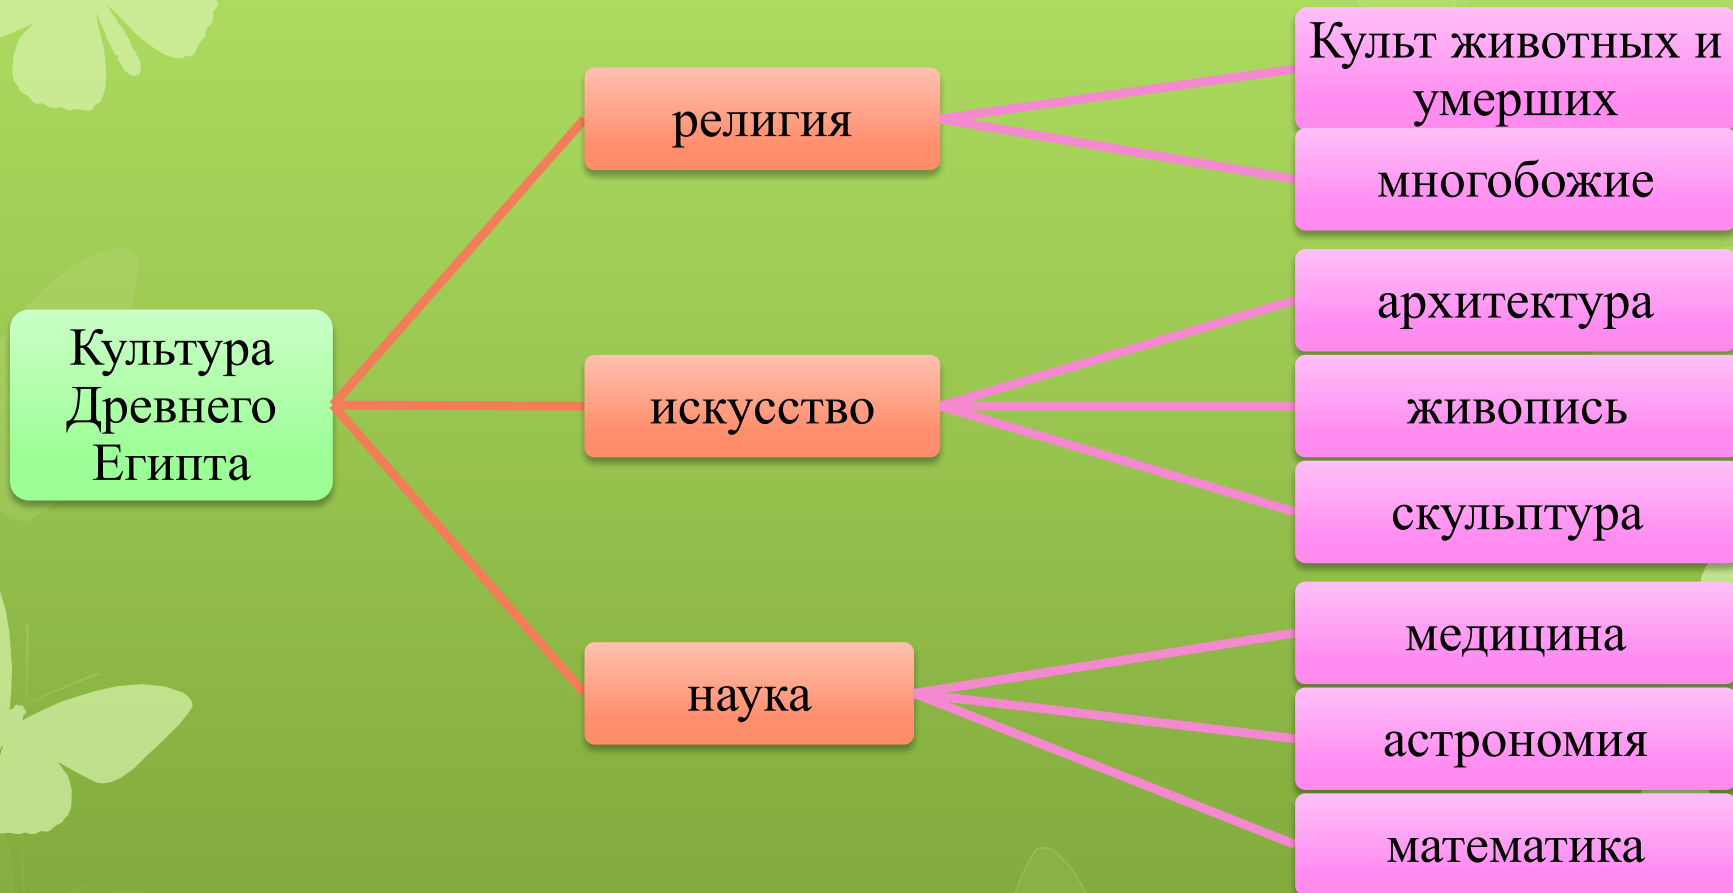 Культура
Древнего
Египта
религия
Культ животных и
умерших
многобожие
искусство
архитектура
живопись
скульптура
наука
медицина
астрономия
математика